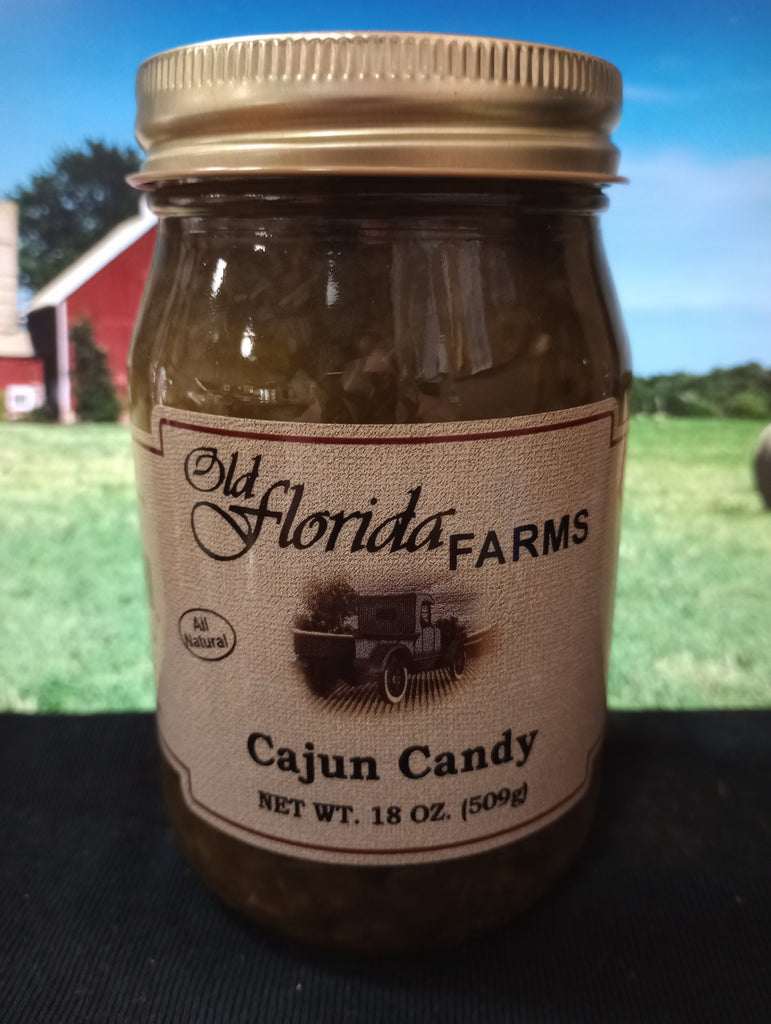 Old
Florida FARMS
All
Natural
Cajun Candy
NET WT. 18 OZ. (509g)